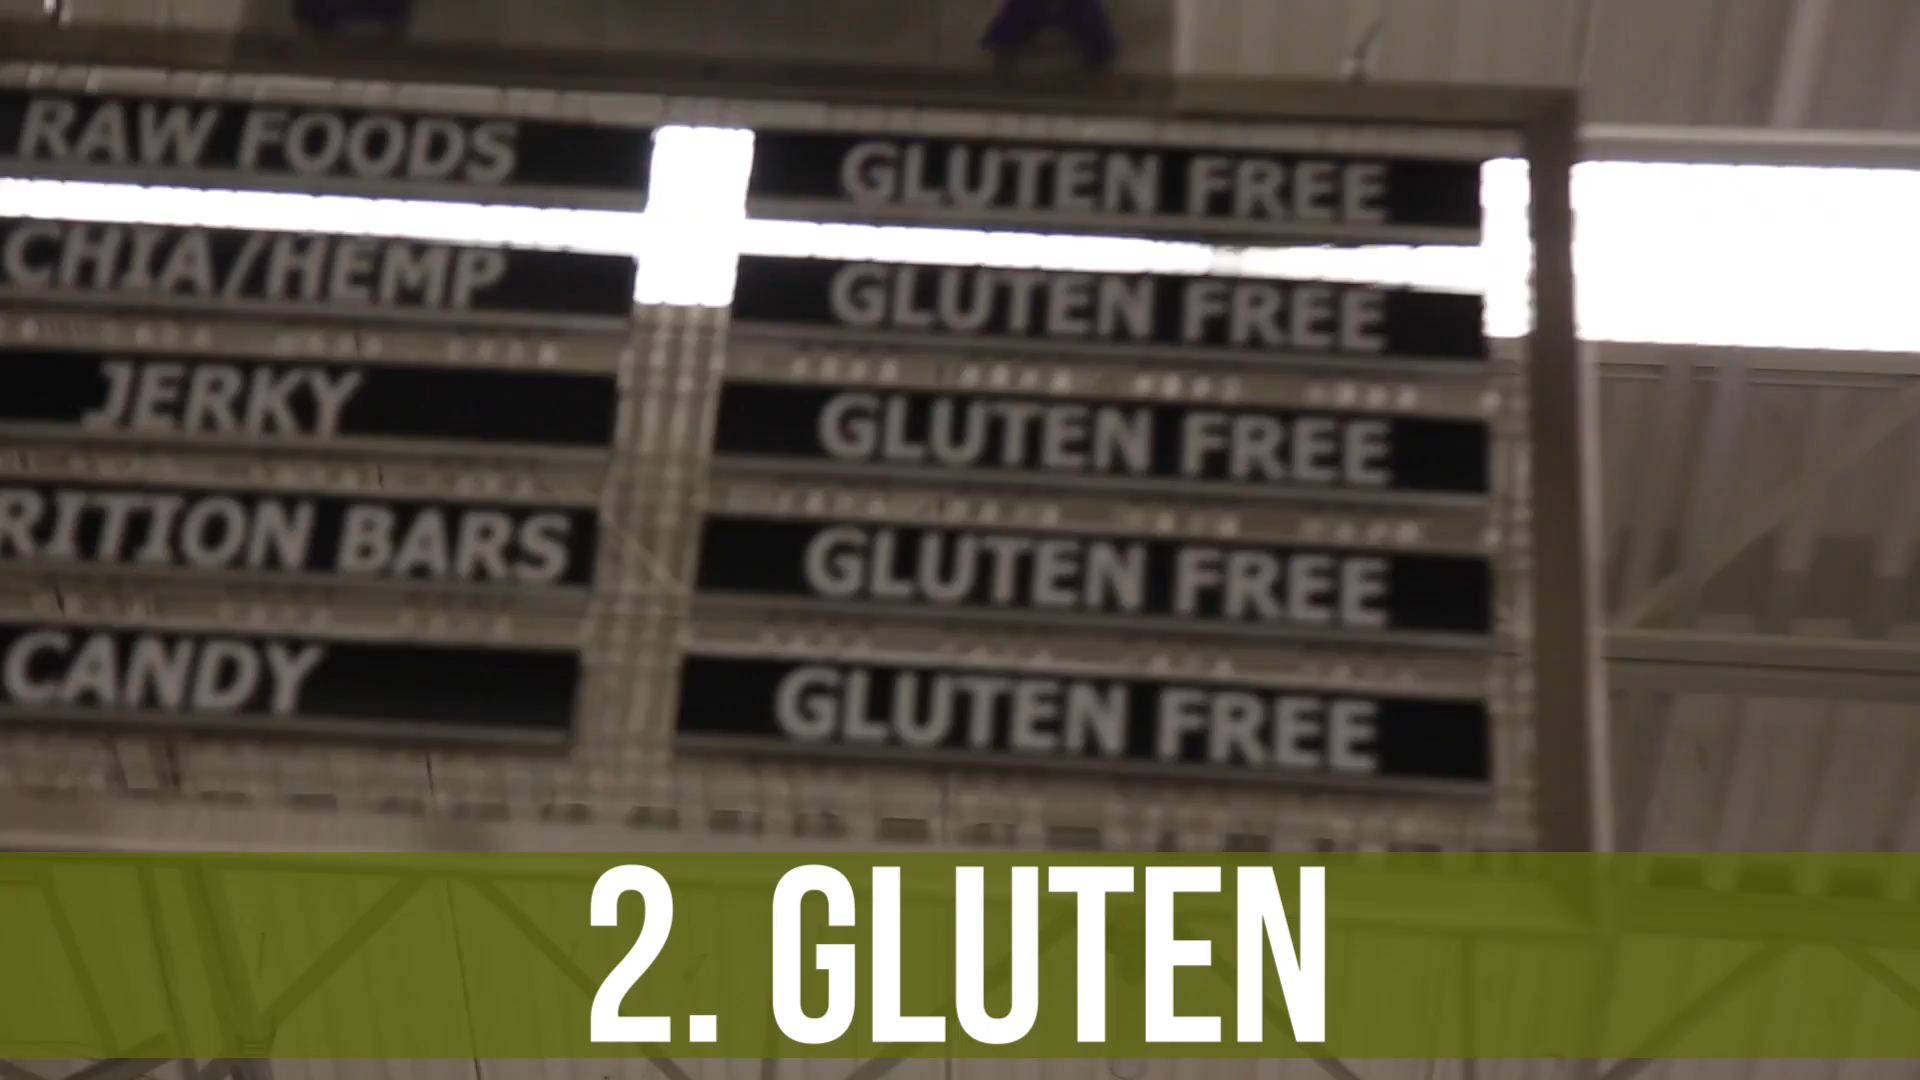 RAW FOODS
GLUTEN FREE
CHIA/HEMP
GLUTEN FREE
JERKY
GLUTEN FREE
RITION BARS
GLUTEN FREE
CANDY
GLUTEN FREE
2. GLUTEN